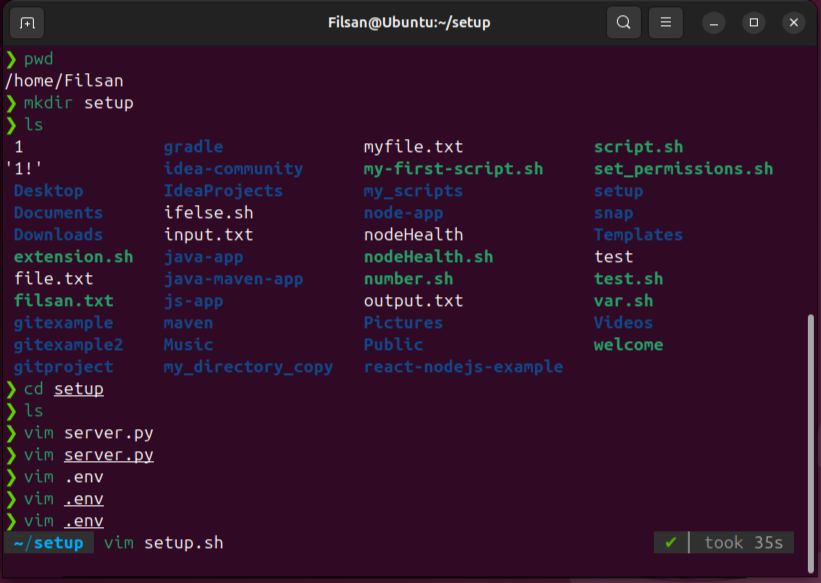 Filsan@Ubuntu:~/setup
❯ pwd
/home/Filsan
❯ mkdir setup
❯ ls
1 gradle myfile.txt script.sh
'1!' idea-community my-first-script.sh set_permissions.sh
Desktop IdeaProjects my_scripts setup
Documents ifelse.sh node-app snap
Downloads input.txt nodeHealth Templates
extension.sh java-app nodeHealth.sh test
file.txt java-maven-app number.sh test.sh
filsan.txt js-app output.txt var.sh
gitexample maven Pictures Videos
gitexample2 Music Public welcome
gitproject my_directory_copy react-nodejs-example
❯ cd setup
❯ ls
❯ vim server.py
❯ vim server.py
❯ vim .env
❯ vim .env
❯ vim .env
~/setup vim setup.sh ✔ | took 35s